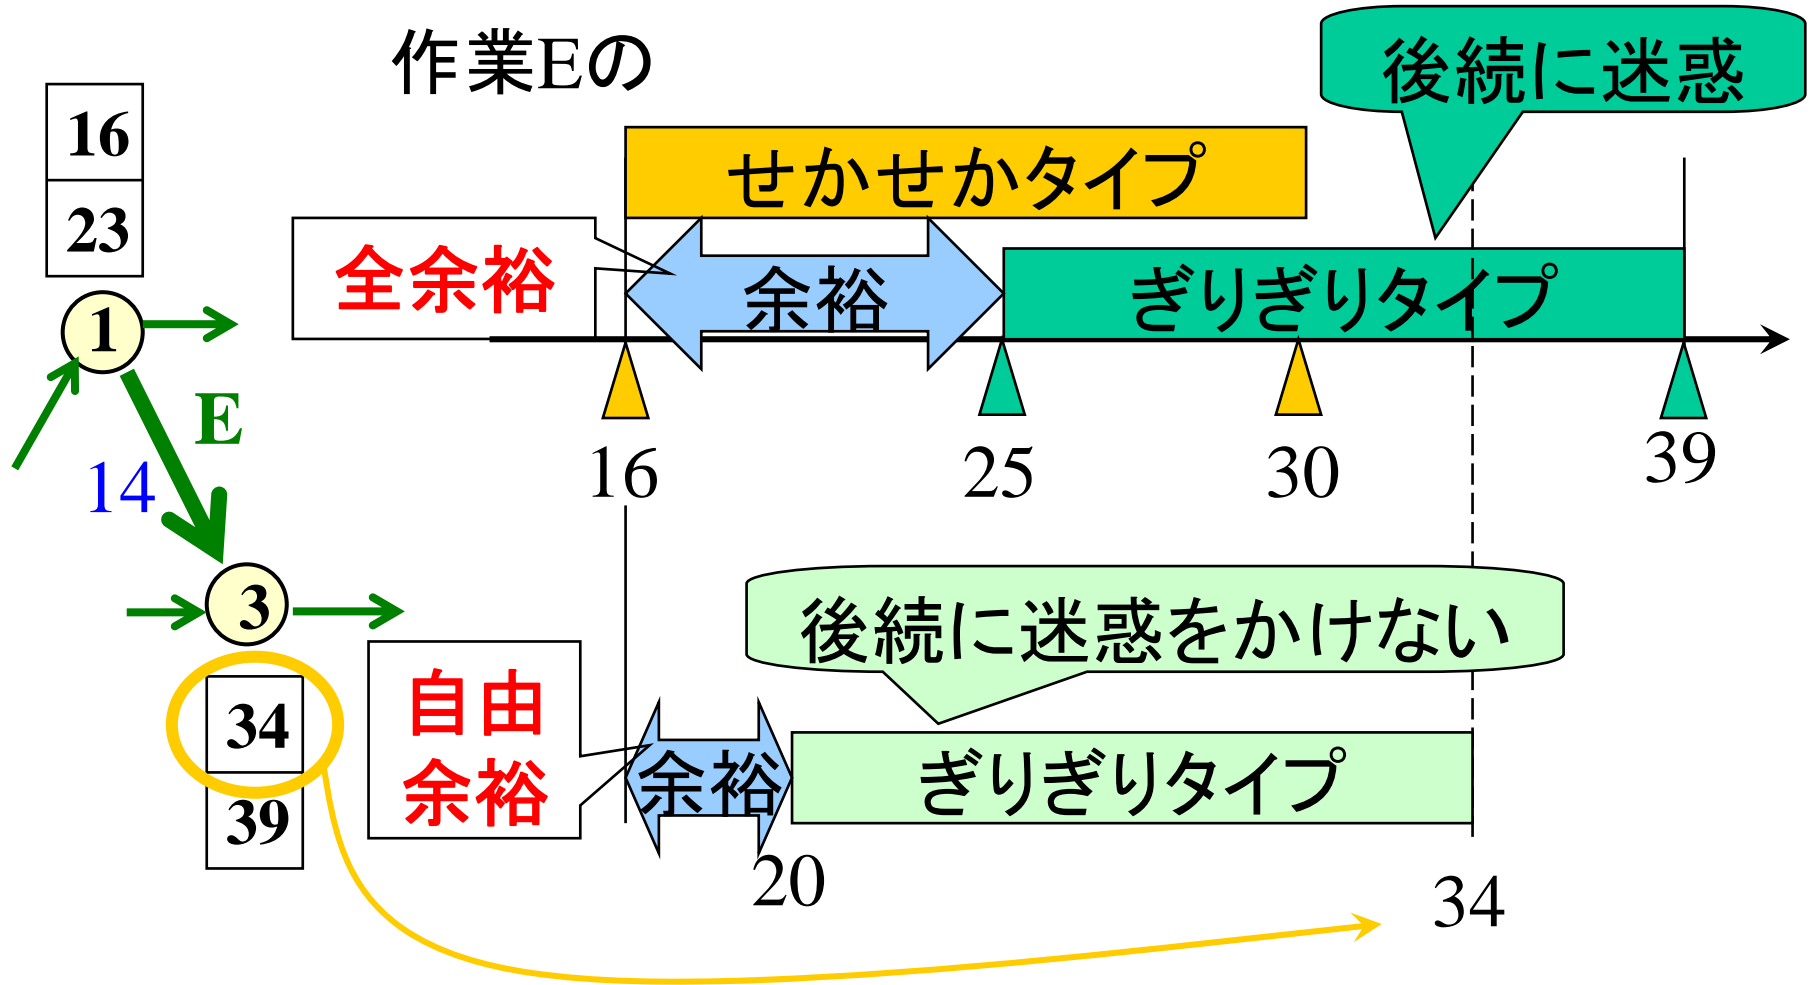 作業Eの
後続に迷惑
せかせかタイプ
16
23
全余裕
余裕
ぎりぎりタイプ
1
E
14
16
25
30
39
3
後続に迷惑をかけない
34
39
自由
余裕
余裕
ぎりぎりタイプ
20
34